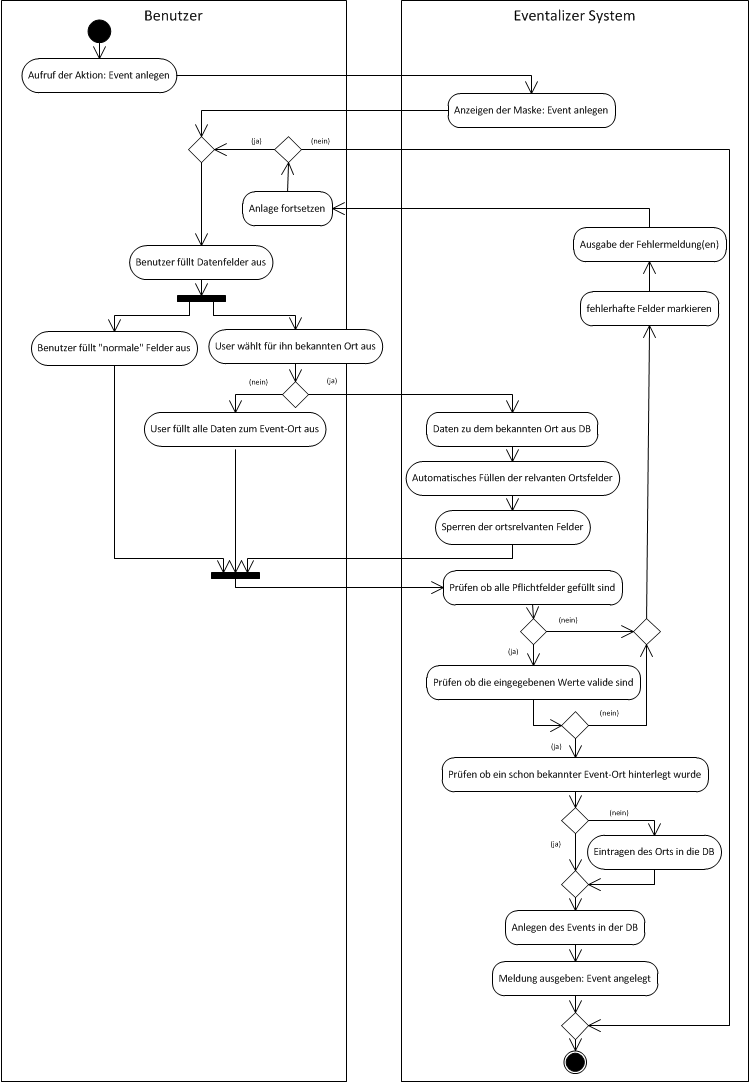 Benutzer
Eventalizer System
Aufruf der Aktion: Event anlegen
Anzeigen der Maske: Event anlegen
(ja)
(nein)
Anlage fortsetzen
Ausgabe der Fehlermeldung(en)
Benutzer füllt Datenfelder aus
fehlerhafte Felder markieren
Benutzer füllt "normale" Felder aus
User wählt für ihn bekannten Ort aus
(nein)
(ja)
User füllt alle Daten zum Event-Ort aus
Daten zu dem bekannten Ort aus DB
Automatisches Füllen der relvanten Ortsfelder
Sperren der ortsrelevanten Felder
Prüfen ob alle Pflichtfelder gefüllt sind
(nein)
(ja)
Prüfen ob die eingegebenen Werte valide sind
(nein)
(ja)
Prüfen ob ein schon bekannter Event-Ort hinterlegt wurde
(nein)
(ja)
Eintragen des Orts in die DB
Anlegen des Events in der DB
Meldung ausgeben: Event angelegt